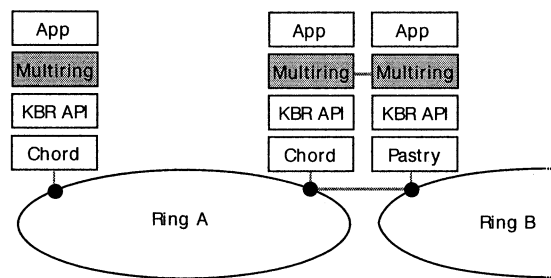 App
App
App
Multiring
Multiring
Multiring
KBR API
KBR API
KBR API
Chord
Chord
Pastry
Ring A
Ring B